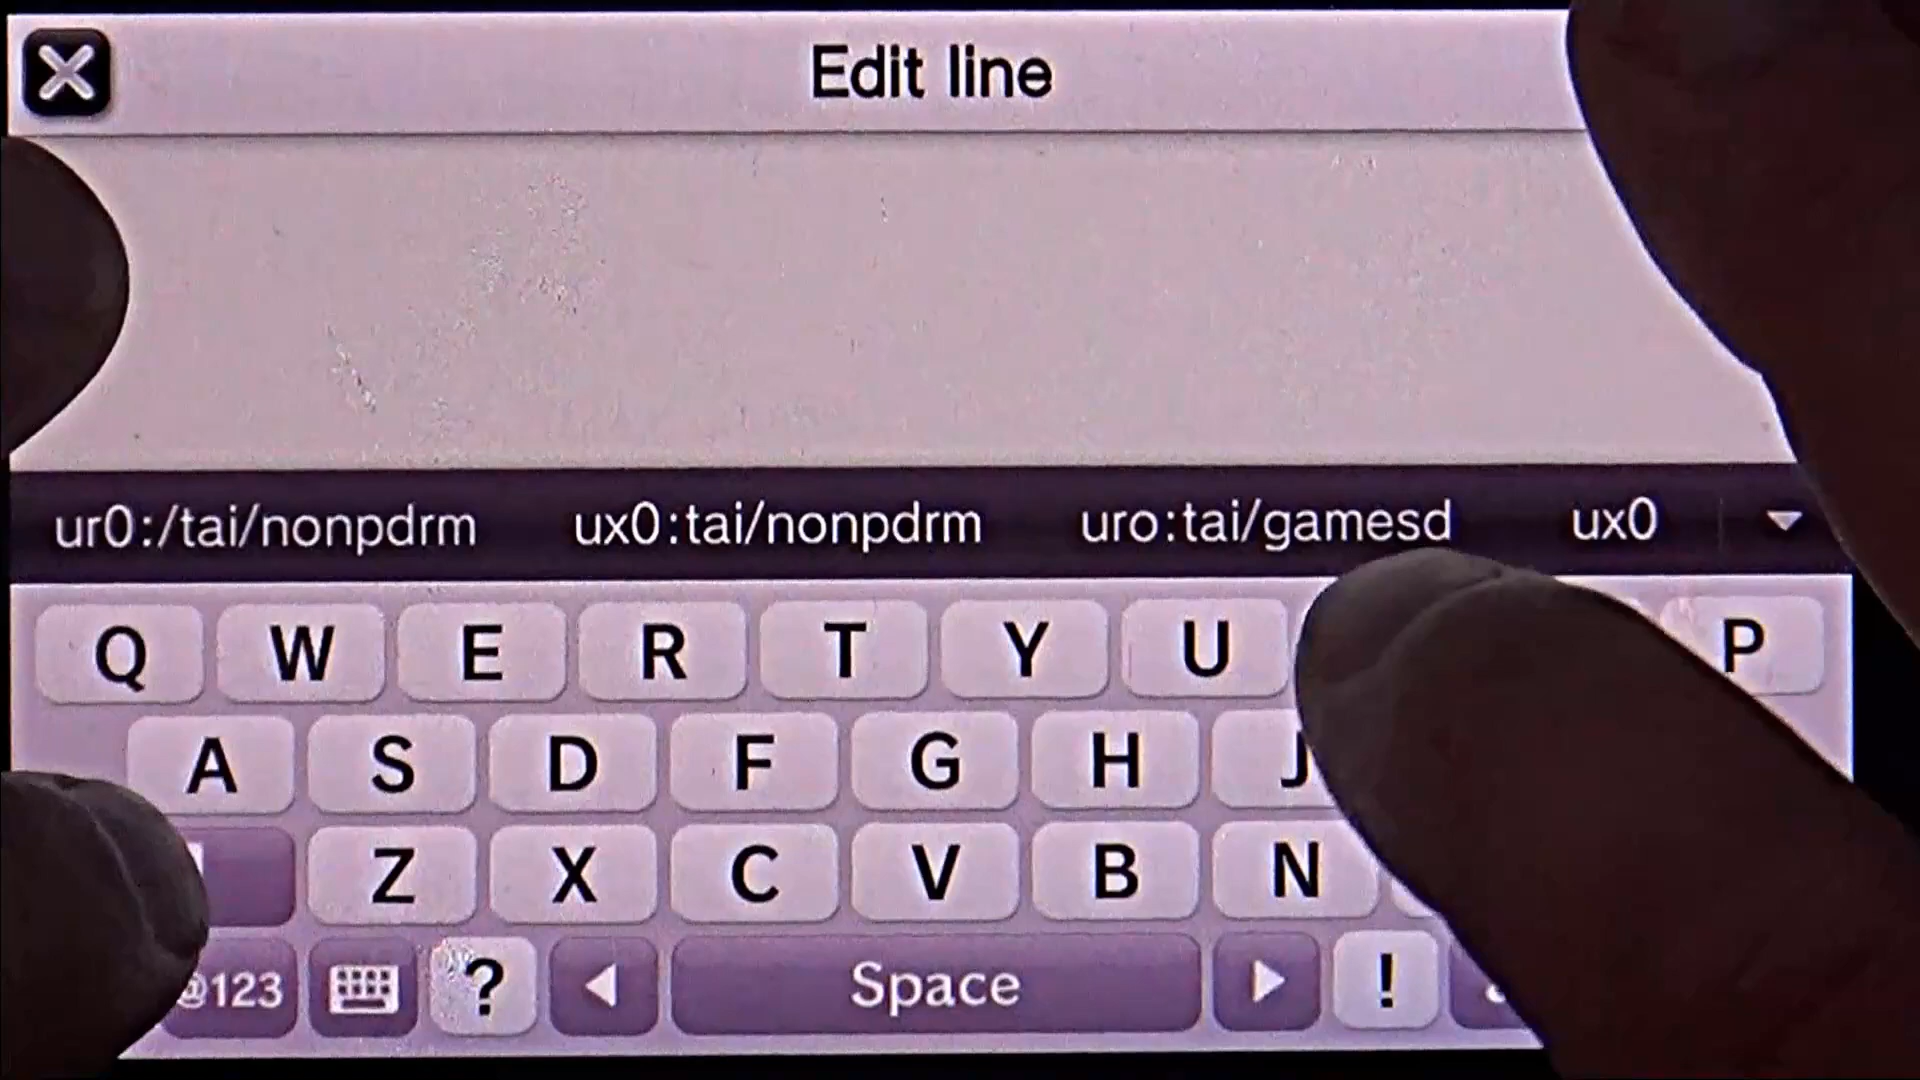 Edit line
ur0:/tai/nonpdrm ux0:tai/nonpdrm uro:tai/gamesd ux0
Q W E R T Y U P
A S D F G H J
Z X C V B N
@123 ? Space !